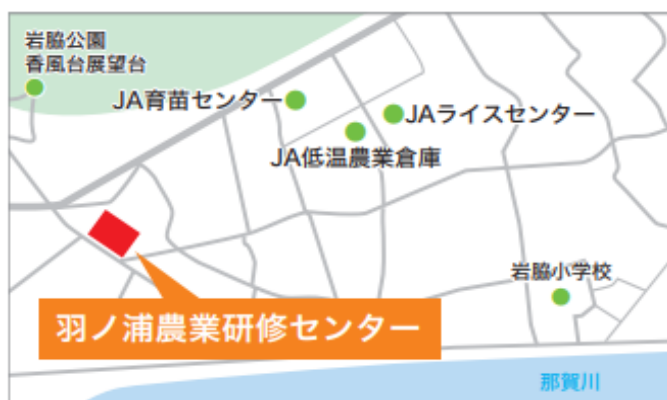 岩脇公園
香風台展望台
JA育苗センター
JAライスセンター
JA低温農業倉庫
岩脇小学校
羽ノ浦農業研修センター
那賀川